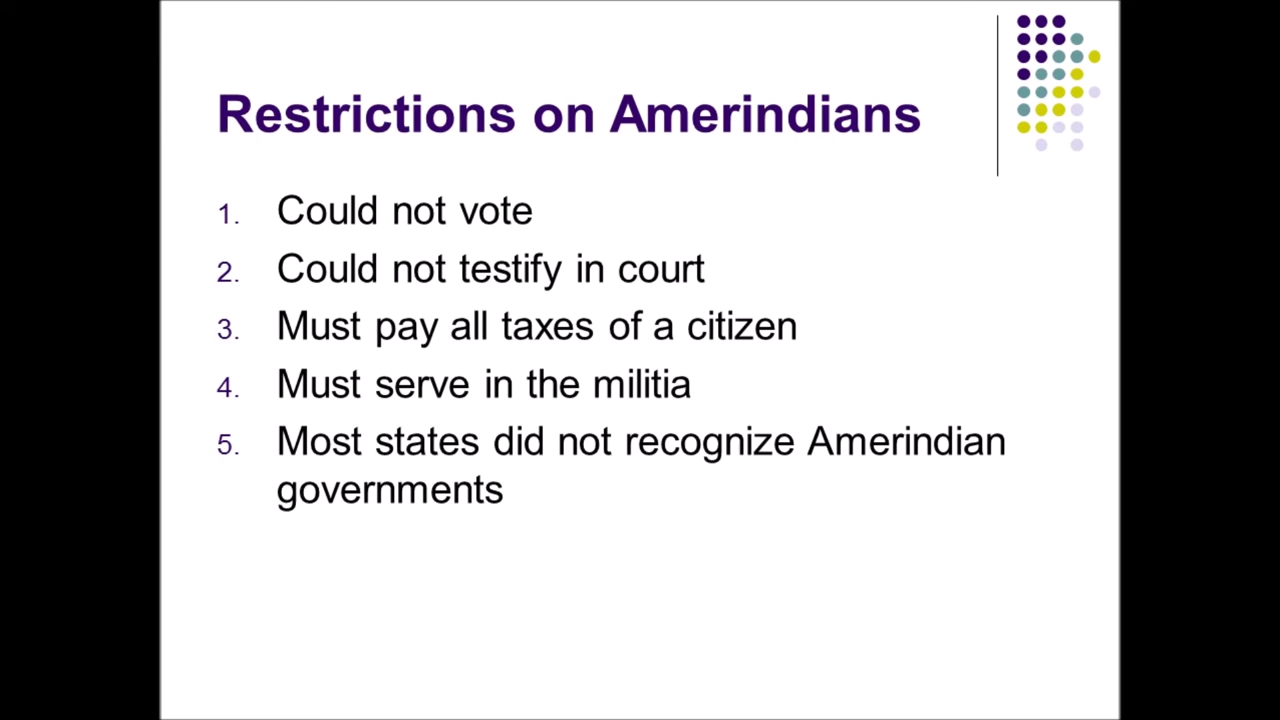 Restrictions on Amerindians
1. Could not vote
2. Could not testify in court
3. Must pay all taxes of a citizen
4. Must serve in the militia
5. Most states did not recognize Amerindian
governments